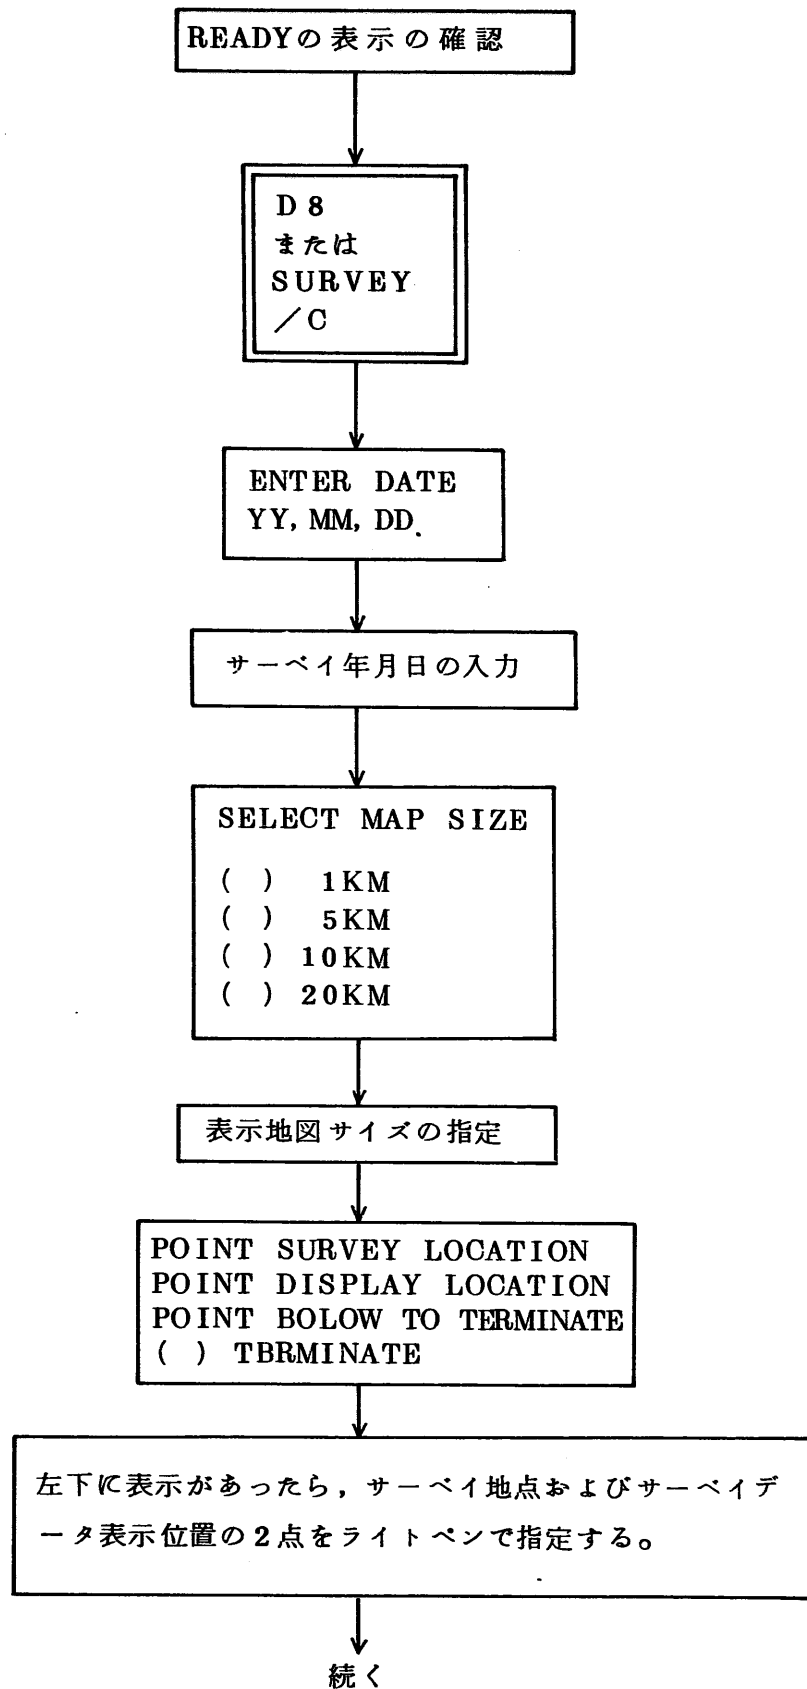 READYの表示の確認
D 8
または
SURVEY
／C
ENTER DATE
YY, MM, DD.
サーベイ年月日の入力
SELECT MAP SIZE
( ) 1KM
( ) 5KM
( ) 10KM
( ) 20KM
表示地図サイズの指定
POINT SURVEY LOCATION
POINT DISPLAY LOCATION
POINT BOLOW TO TERMINATE
( ) TBRMINATE
左下に表示があったら，サーベイ地点およびサーベイデ
ータ表示位置の2点をライトペンで指定する。
続く